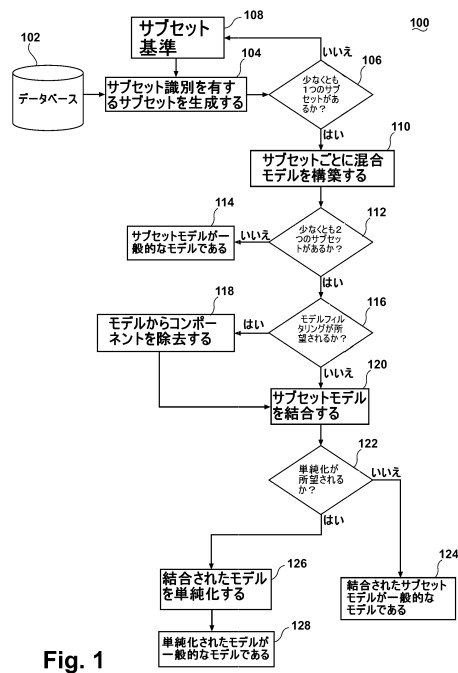 100
102
データベース
108
サブセット
基準
104
サブセット識別を有す
るサブセットを生成する
いいえ
106
少なくとも
1つのサブ
セットがあ
るか？
はい
110
サブセットごとに混合
モデルを構築する
114
サブセットモデルが一
般的なモデルである
いいえ
112
少なくとも２
つのサブセッ
トがあるか？
はい
118
モデルからコンポー
ネントを除去する
はい
116
モデルフィル
タリングが所
望されるか？
いいえ
120
サブセットモデル
を結合する
122
単純化が
所望される
か？
いいえ
はい
126
結合されたモデル
を単純化する
124
結合されたサブセット
モデルが一般的な
モデルである
128
単純化されたモデルが
一般的なモデルである
Fig. 1